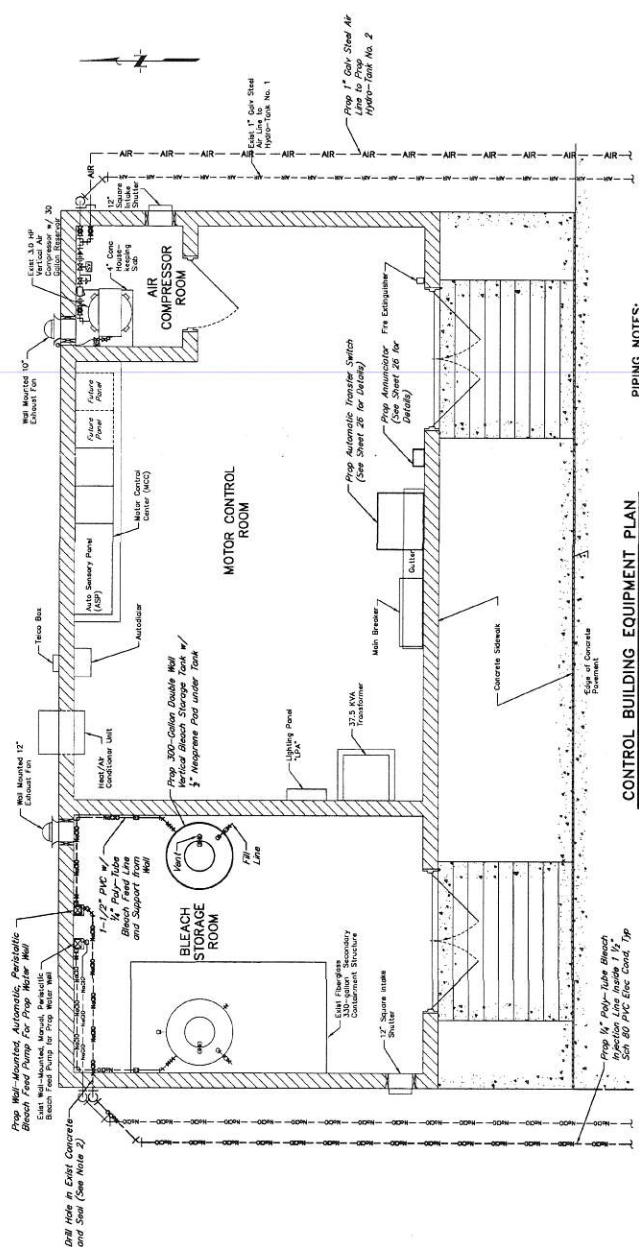 Prop Wall-Mounted, Automatic, Peristaltic
Bleach Feed Pump For Prop Water Well
Exist Wall-Mounted, Manual, Peristaltic
Bleach Feed Pump for Prop Water Well
Drill Hole in Exist Concrete
and Seal (See Note 2)
Wall Mounted 12"
Exhaust Fan
Heat/Air
Conditioner Unit
Telco Box
Autodialer
Auto Sensory Panel
(ASP)
Future
Panel
Future
Panel
Motor Control
Center (MCC)
Wall Mounted 10"
Exhaust Fan
Exist 3.0 HP
Vertical Air
Compressor w/ 30
Gallon Reservoir
4" Conc
House-
keeping
Slab
12"
Square
Intake
Shutter
N
AIR
COMPRESSOR
ROOM
Exist 1" Galv Steel
Air Line to
Hydro-Tank No. 1
Prop 1" Galv Steel Air
Line to Prop
Hydro-Tank No. 2
AIR
1-1/2" PVC w/
¼" Poly-Tube
Bleach Feed Line
and Support from
Wall
Prop 300-Gallon Double Wall
Vertical Bleach Storage Tank w/
½" Neoprene Pad under Tank
Vent
Fill
Line
BLEACH
STORAGE
ROOM
Exist Fiberglass
330-gallon Secondary
Containment Structure
12" Square Intake
Shutter
NaOCl
MOTOR CONTROL
ROOM
Lighting Panel
"LPA"
37.5 KVA
Transformer
Main Breaker
Gutter
Prop Automatic Transfer Switch
(See Sheet 26 for Details)
Prop Annunciator
(See Sheet 26 for
Details)
Fire Extinguisher
Concrete Sidewalk
Edge of Concrete
Pavement
Prop ¼" Poly-Tube Bleach
Injection Line Inside 1 ½"
Sch 80 PVC Elec Cond, Typ
CONTROL BUILDING EQUIPMENT PLAN
PIPING NOTES: